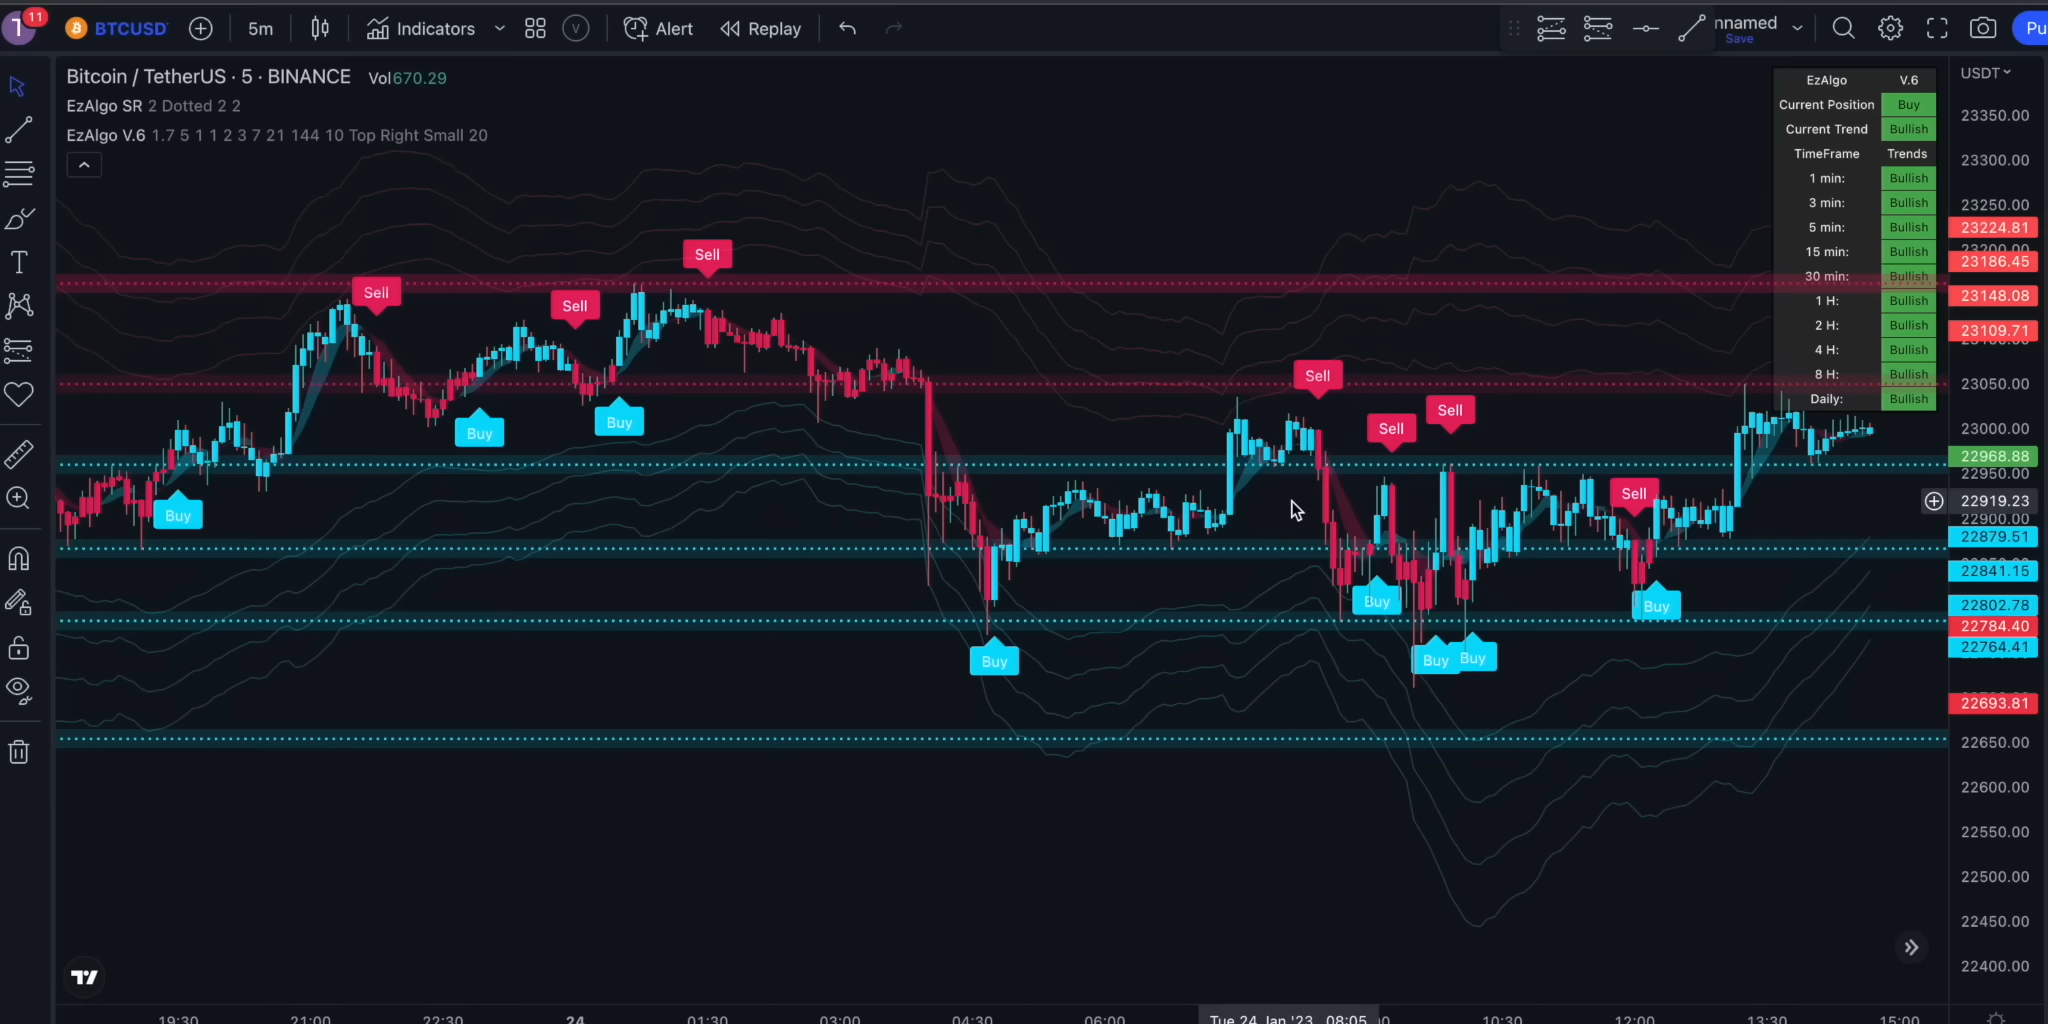 T 11 BTCUSD 5m Indicators V Alert Replay nnamed Save Pu
Bitcoin / TetherUS · 5 · BINANCE Vol670.29
EzAlgo SR 2 Dotted 2 2
EzAlgo V.6 1.7 5 1 1 2 3 7 21 144 10 Top Right Small 20
EzAlgo V.6
Current Position Buy
Current Trend Bullish
TimeFrame Trends
1 min: Bullish
3 min: Bullish
5 min: Bullish
15 min: Bullish
30 min: Bullish
1 H: Bullish
2 H: Bullish
4 H: Bullish
8 H: Bullish
Daily: Bullish
Sell
Sell
Sell
Sell
Sell
Sell
Sell
Buy
Buy
Buy
Buy
Buy
Buy
Buy
Buy
USDT
23350.00
23300.00
23250.00
23224.81
23200.00
23186.45
23148.08
23109.71
23050.00
23000.00
22968.88
22950.00
22919.23
22900.00
22879.51
22841.15
22802.78
22784.40
22764.41
22693.81
22650.00
22600.00
22550.00
22500.00
22450.00
22400.00
19:30 21:00 22:30 24 01:30 03:00 04:30 06:00 Tue 24 Jan '23 08:05 10:30 12:00 13:30 15:00